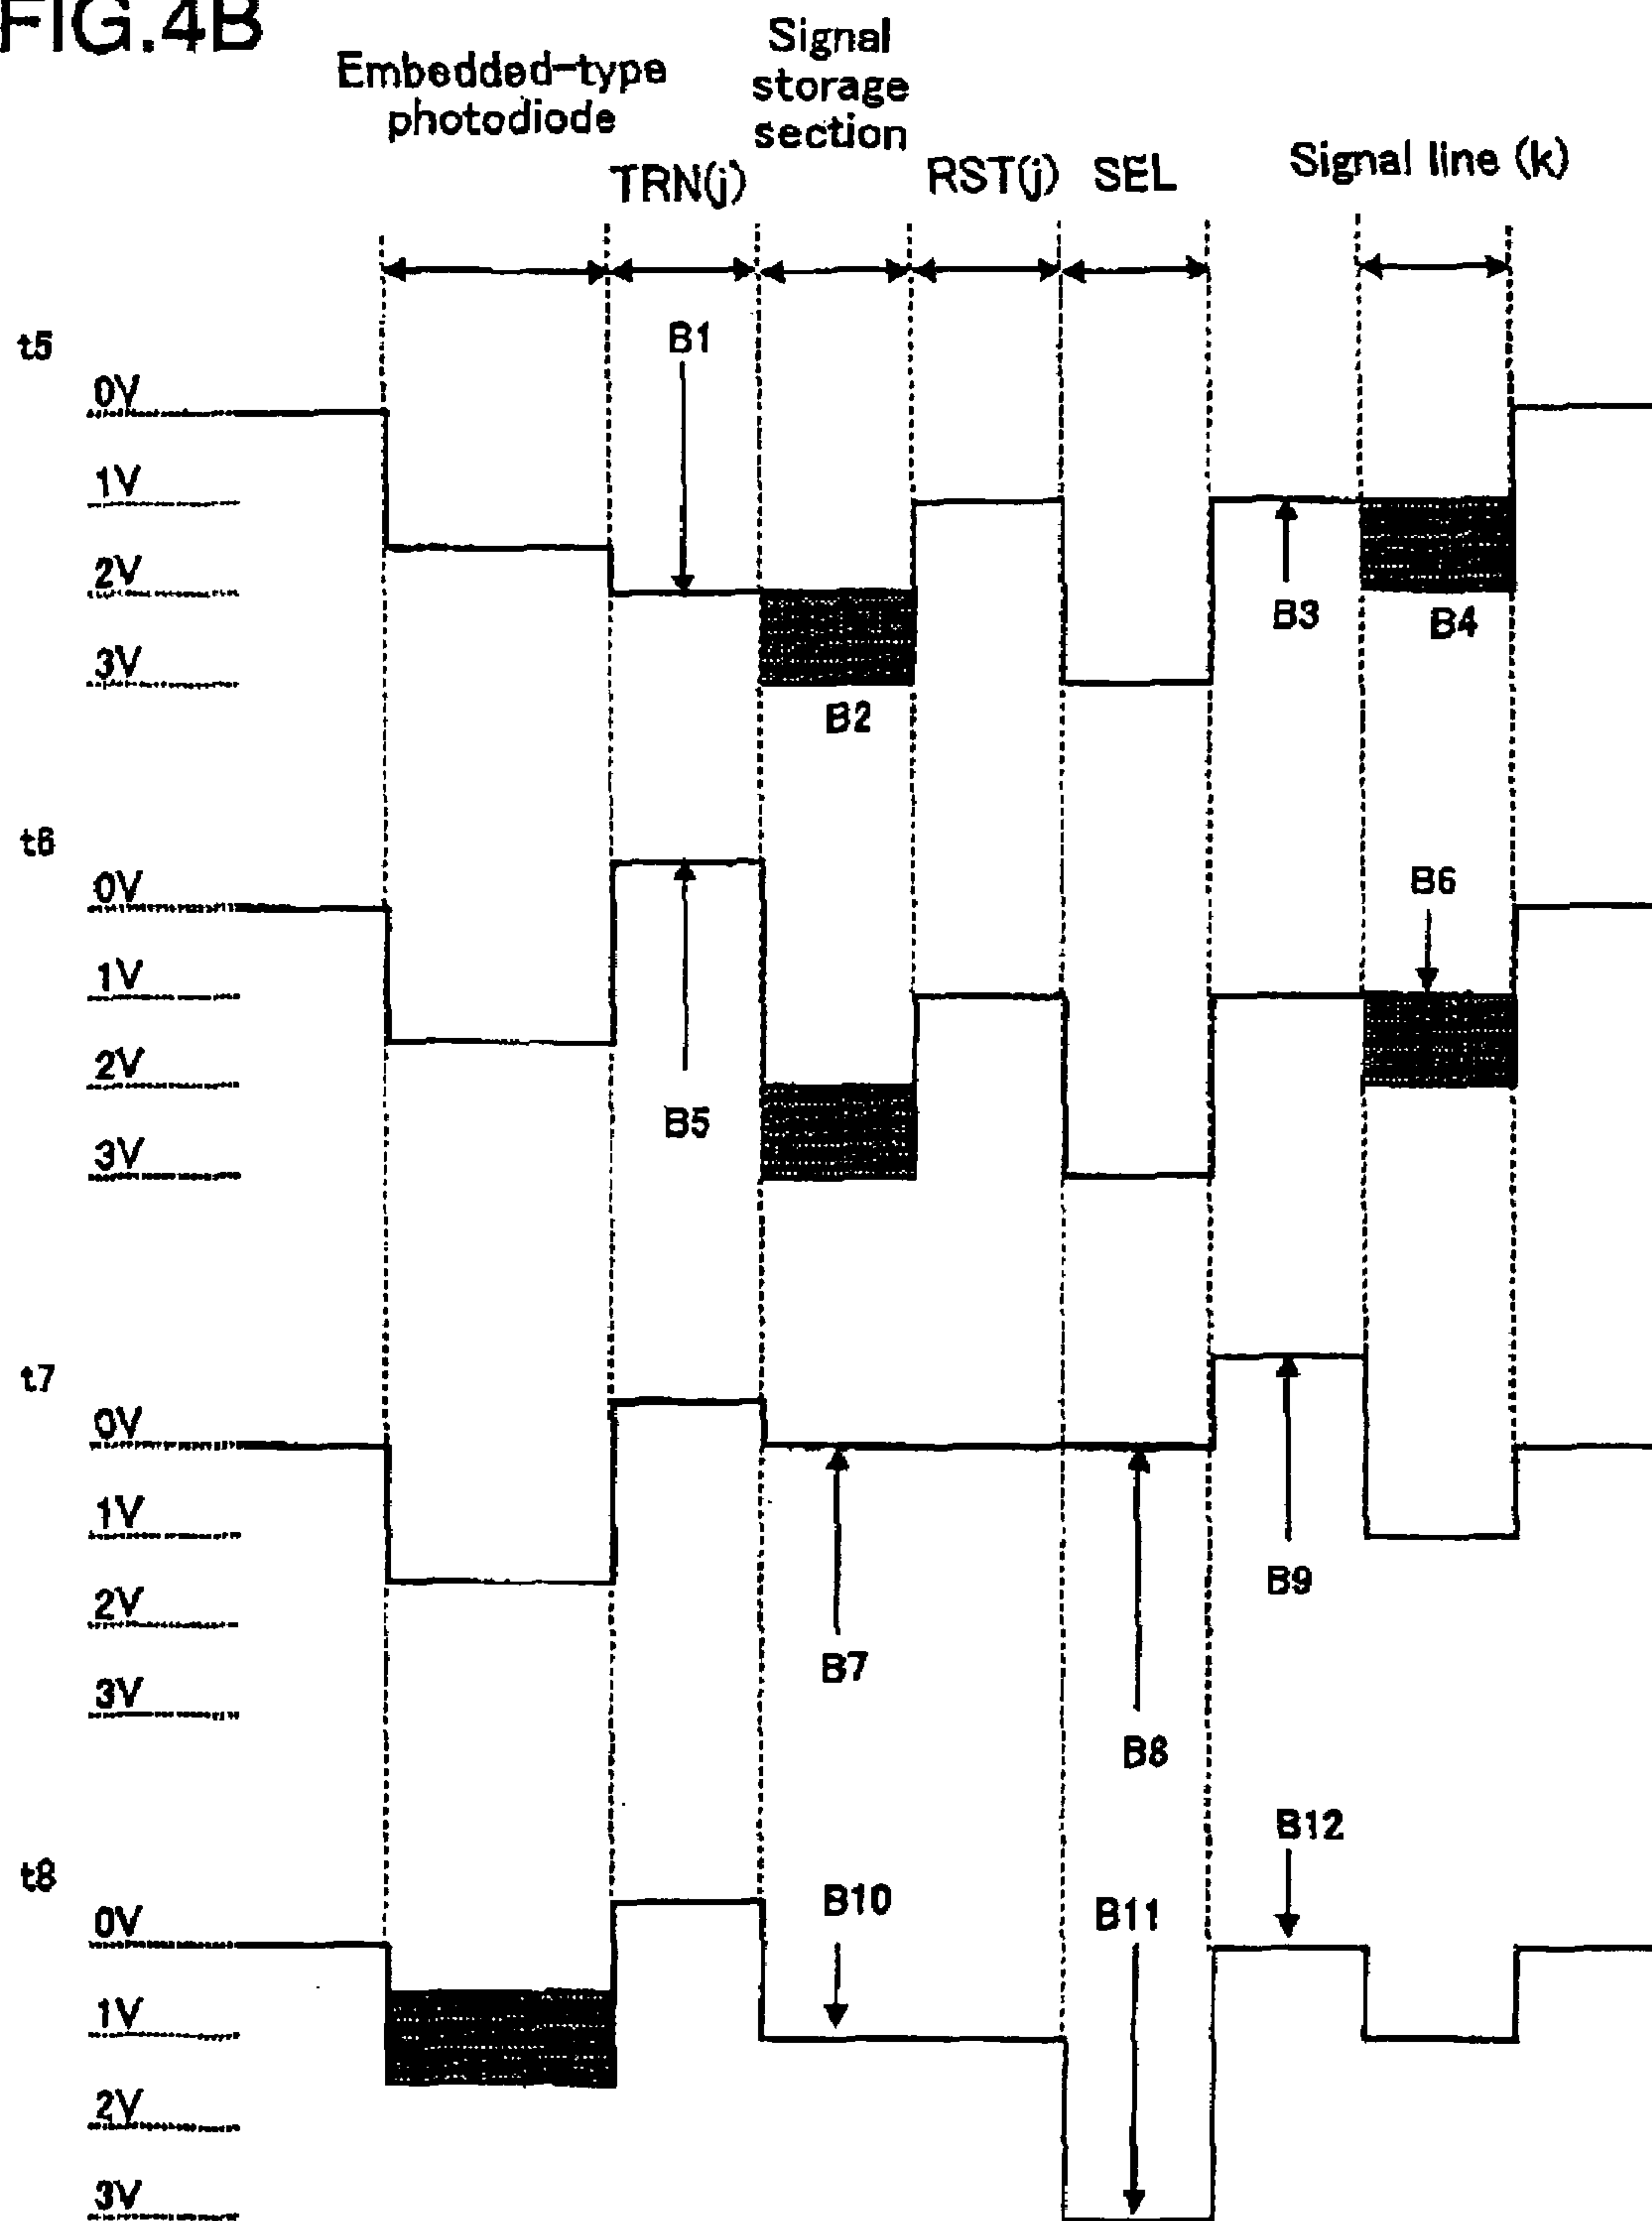 FIG.4B
Embedded-type
photodiode
Signal
storage
section
TRN(j)
RST(j)
SEL
Signal line (k)
t5
0V
1V
2V
3V
B1
B2
B3
B4
t6
0V
1V
2V
3V
B5
B6
t7
0V
1V
2V
3V
B7
B8
B9
t8
0V
1V
2V
3V
B10
B11
B12